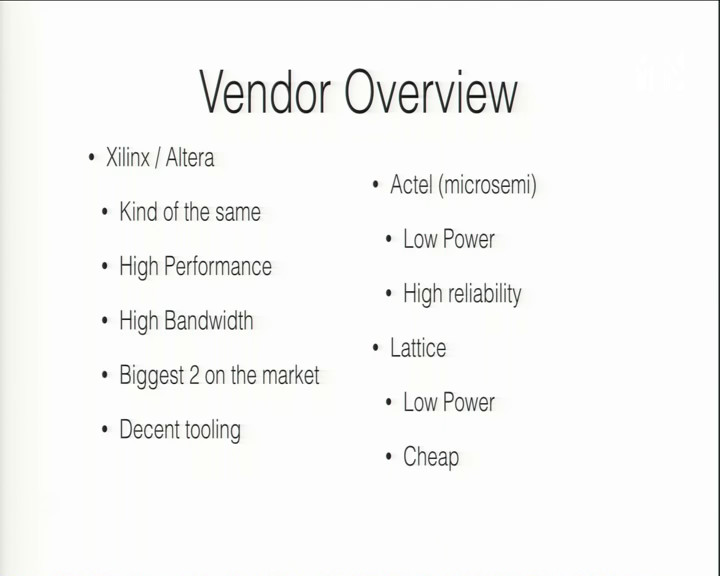 Vendor Overview
• Xilinx / Altera
• Kind of the same
• High Performance
• High Bandwidth
• Biggest 2 on the market
• Decent tooling
• Actel (microsemi)
• Low Power
• High reliability
• Lattice
• Low Power
• Cheap